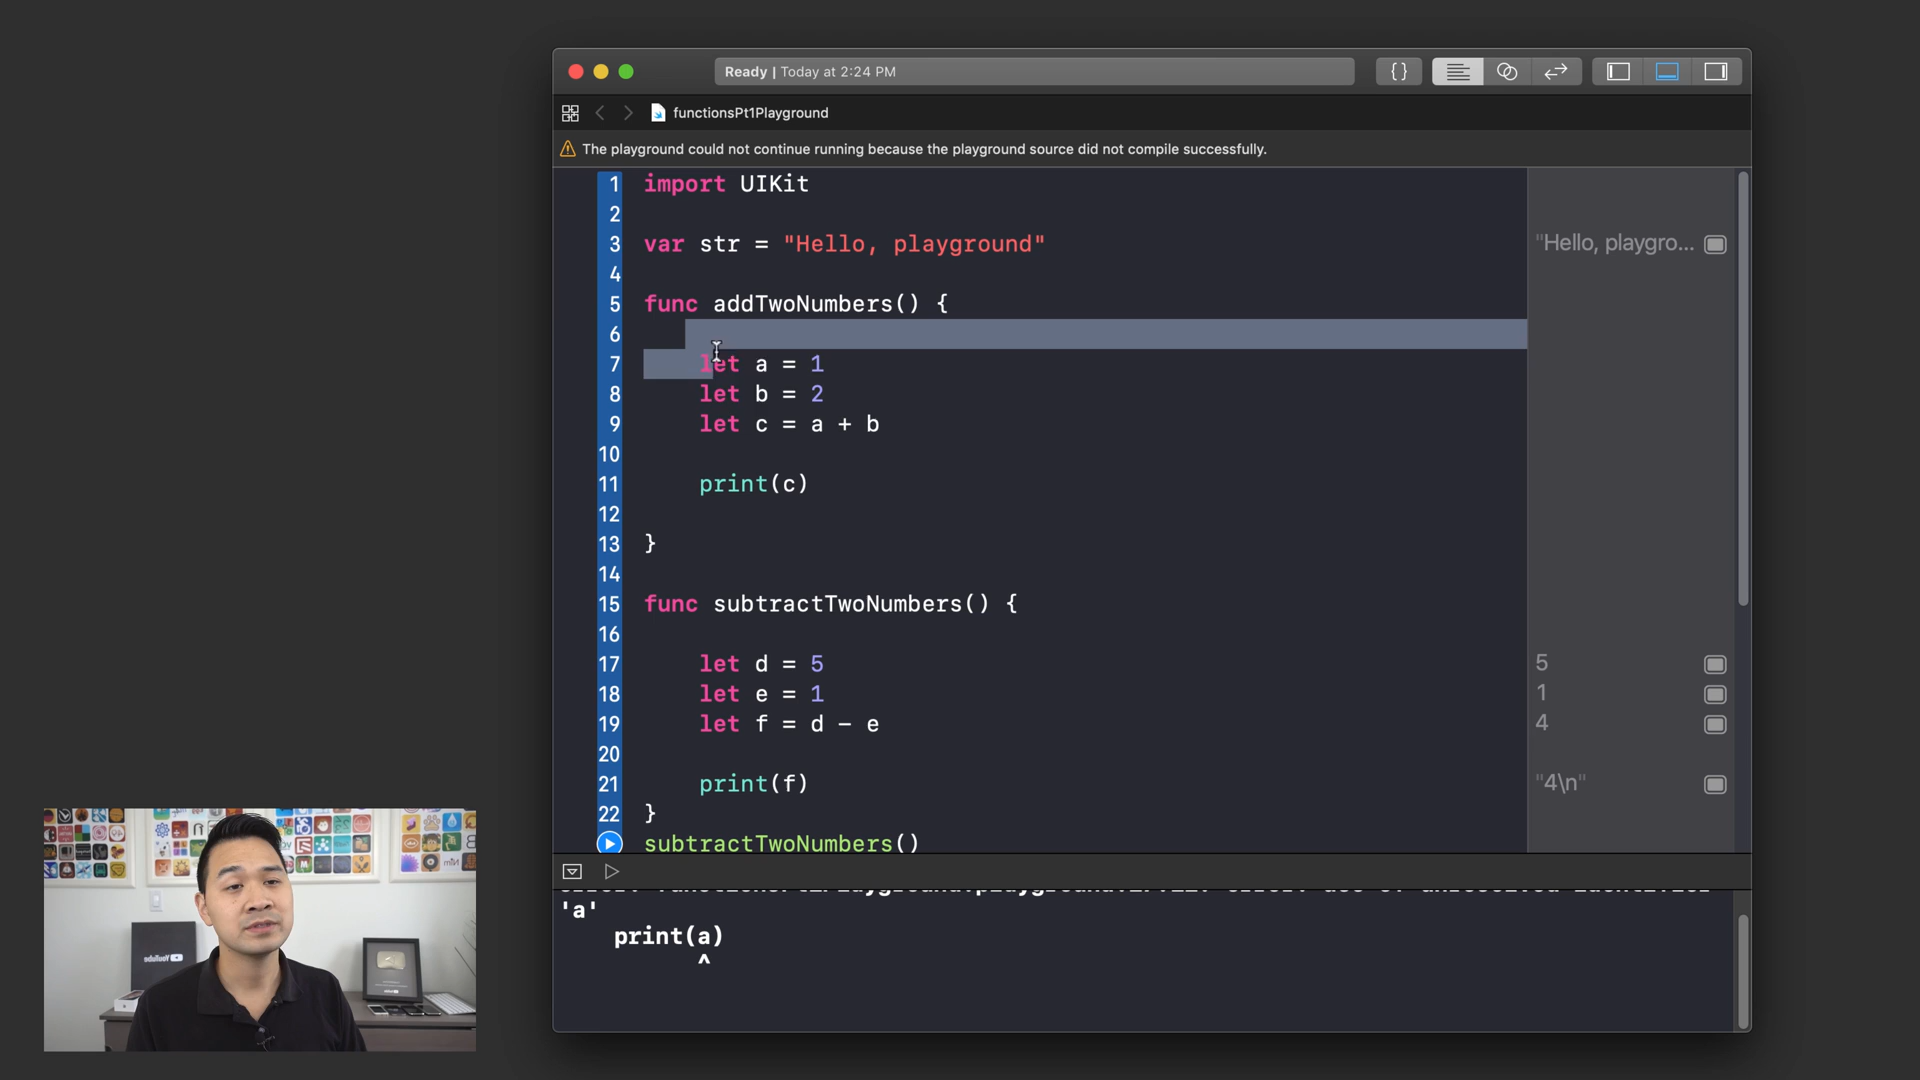 Ready | Today at 2:24 PM
{}
functionsPt1Playground
The playground could not continue running because the playground source did not compile successfully.
1 import UIKit
2
3 var str = "Hello, playground"
"Hello, playgro...
4
5 func addTwoNumbers() {
6
7 let a = 1
8 let b = 2
9 let c = a + b
10
11 print(c)
12
13 }
14
15 func subtractTwoNumbers() {
16
17 let d = 5
5
18 let e = 1
1
19 let f = d - e
4
20
21 print(f)
"4\n"
22 }
subtractTwoNumbers()
'a'
print(a)
^
YouTube